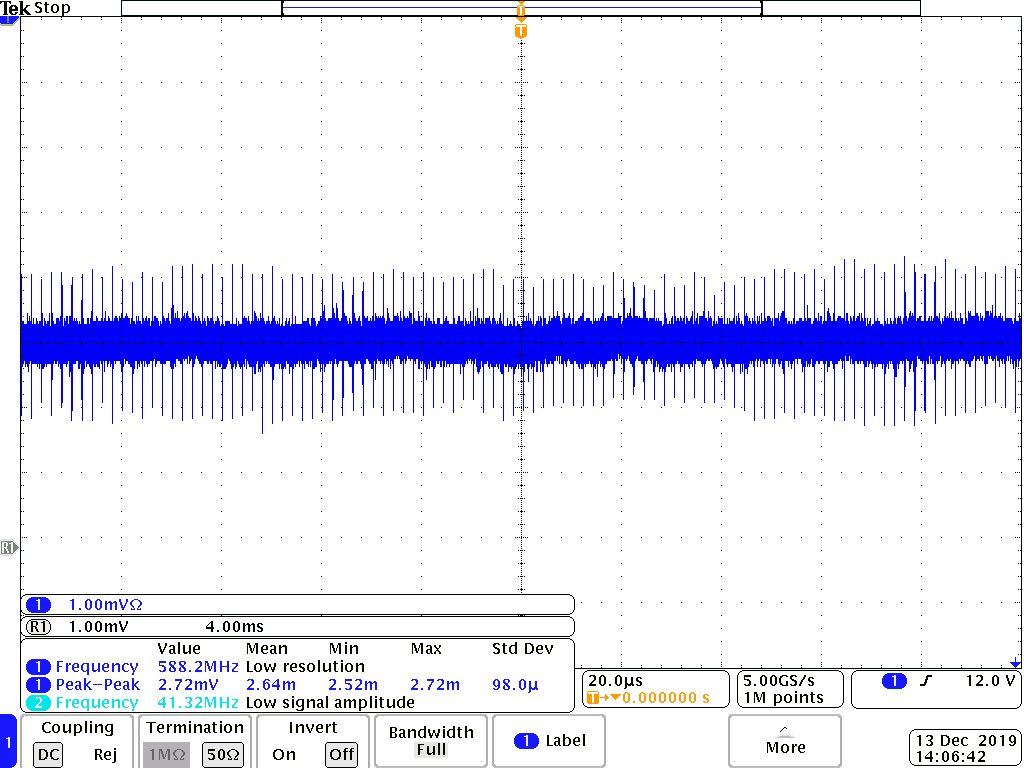 Tek Stop
T
1
T
R1
1 1.00mVΩ
R1 1.00mV 4.00ms
Value Mean Min Max Std Dev
1 Frequency 588.2MHz Low resolution
1 Peak-Peak 2.72mV 2.64m 2.52m 2.72m 98.0µ
2 Frequency 41.32MHz Low signal amplitude
20.0µs
T→▼0.000000 s
5.00GS/s
1M points
1 ƒ 12.0 V
1
Coupling
DC Rej
Termination
1MΩ 50Ω
Invert
On Off
Bandwidth
Full
1 Label
More
13 Dec 2019
14:06:42